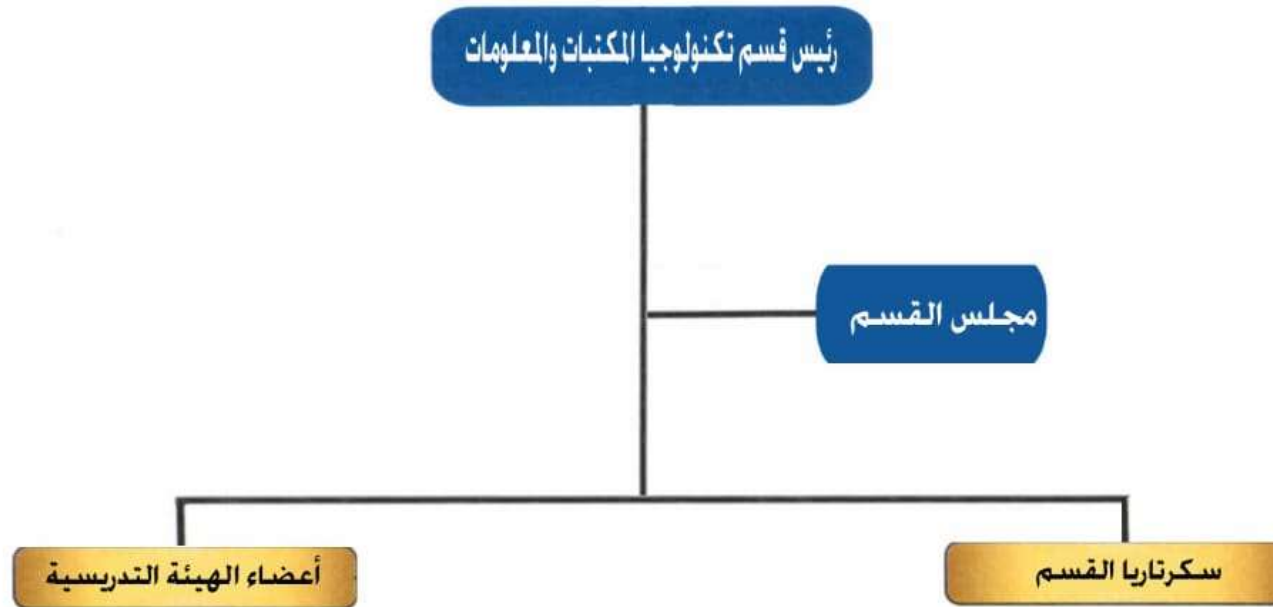 رئيس قسم تكنولوجيا المكتبات والمعلومات
مجلس القسم
سكرتاريا القسم
أعضاء الهيئة التدريسية